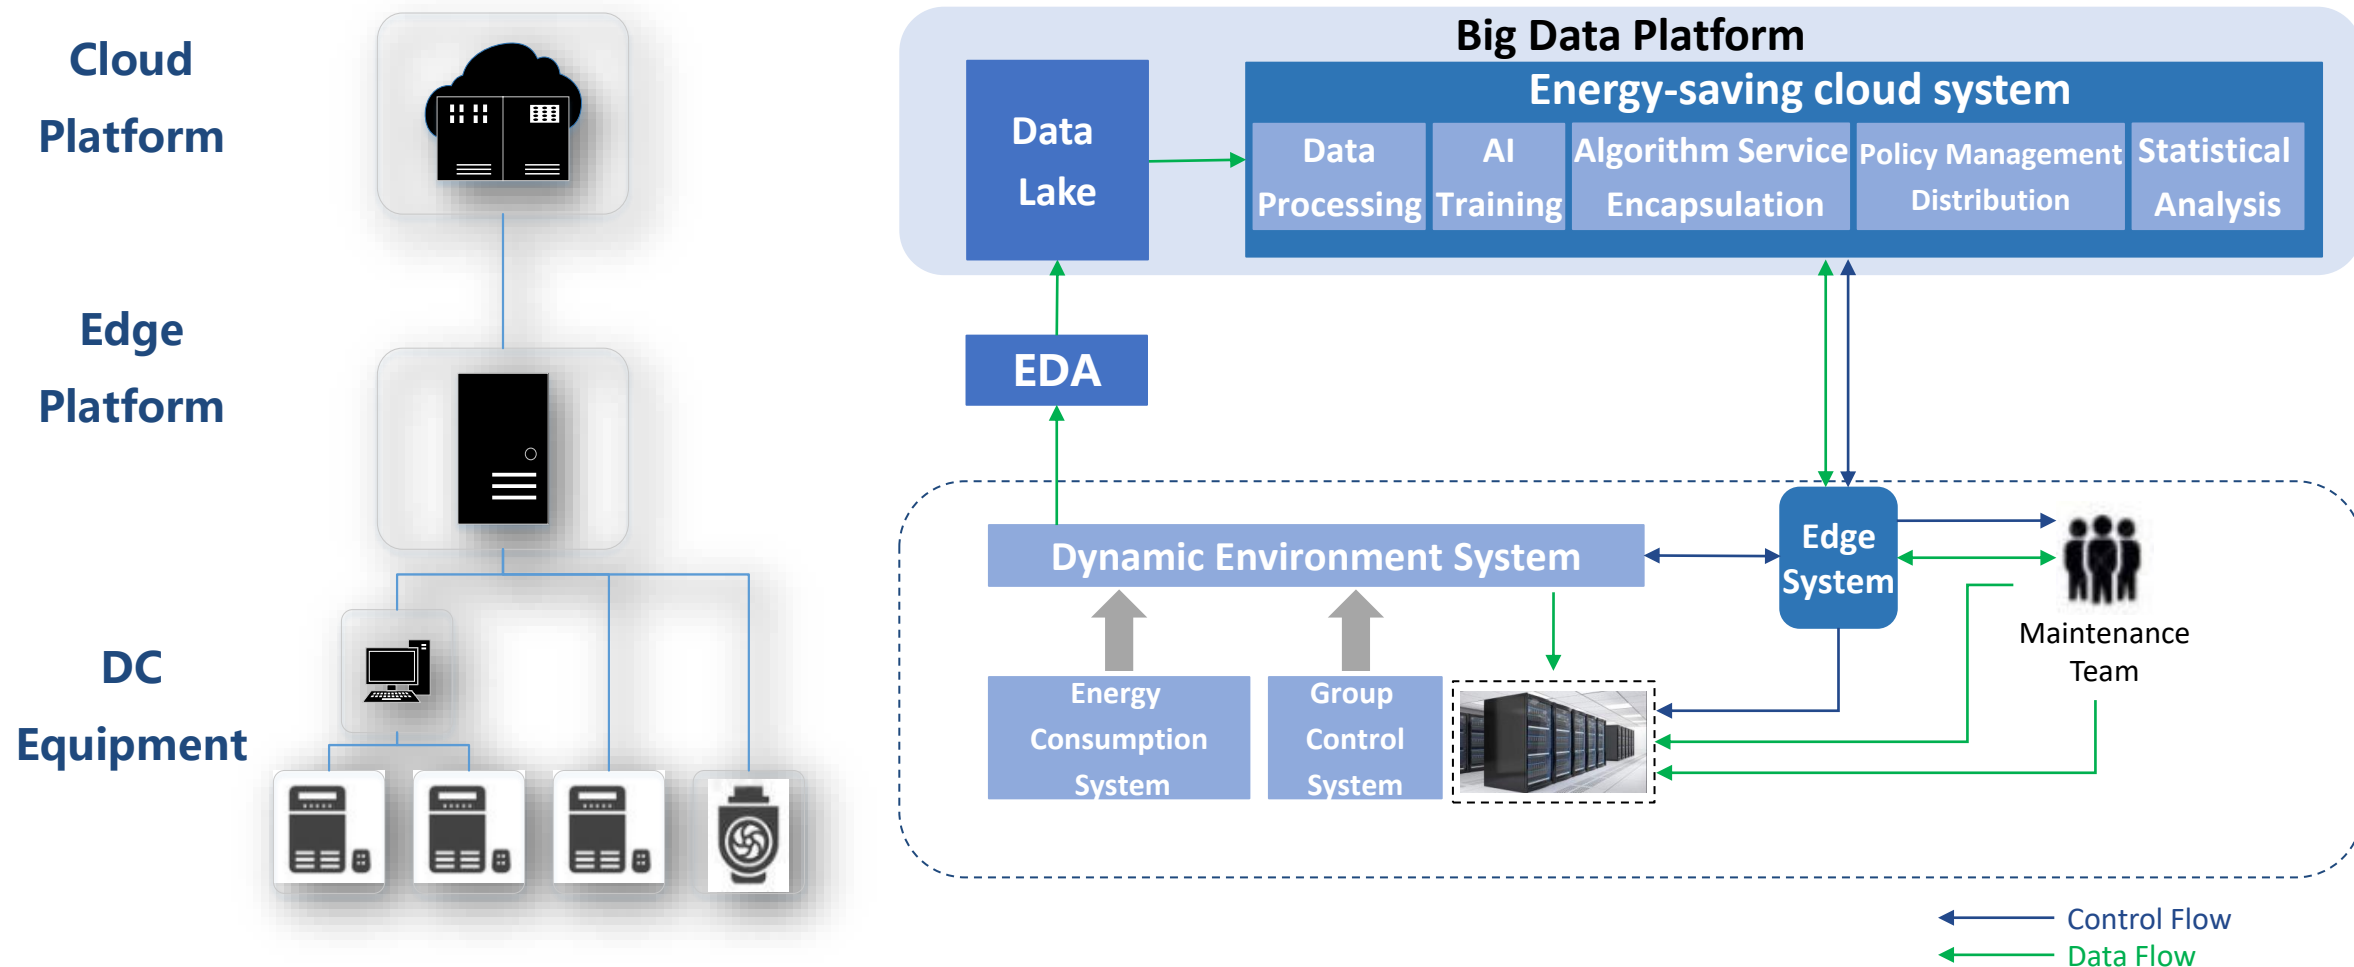 Cloud
Platform
Edge
Platform
DC
Equipment
Big Data Platform
Data
Lake
Energy-saving cloud system
Data
Processing
AI
Training
Algorithm Service
Encapsulation
Policy Management
Distribution
Statistical
Analysis
EDA
Dynamic Environment System
Edge
System
Maintenance
Team
Energy
Consumption
System
Group
Control
System
Control Flow
Data Flow